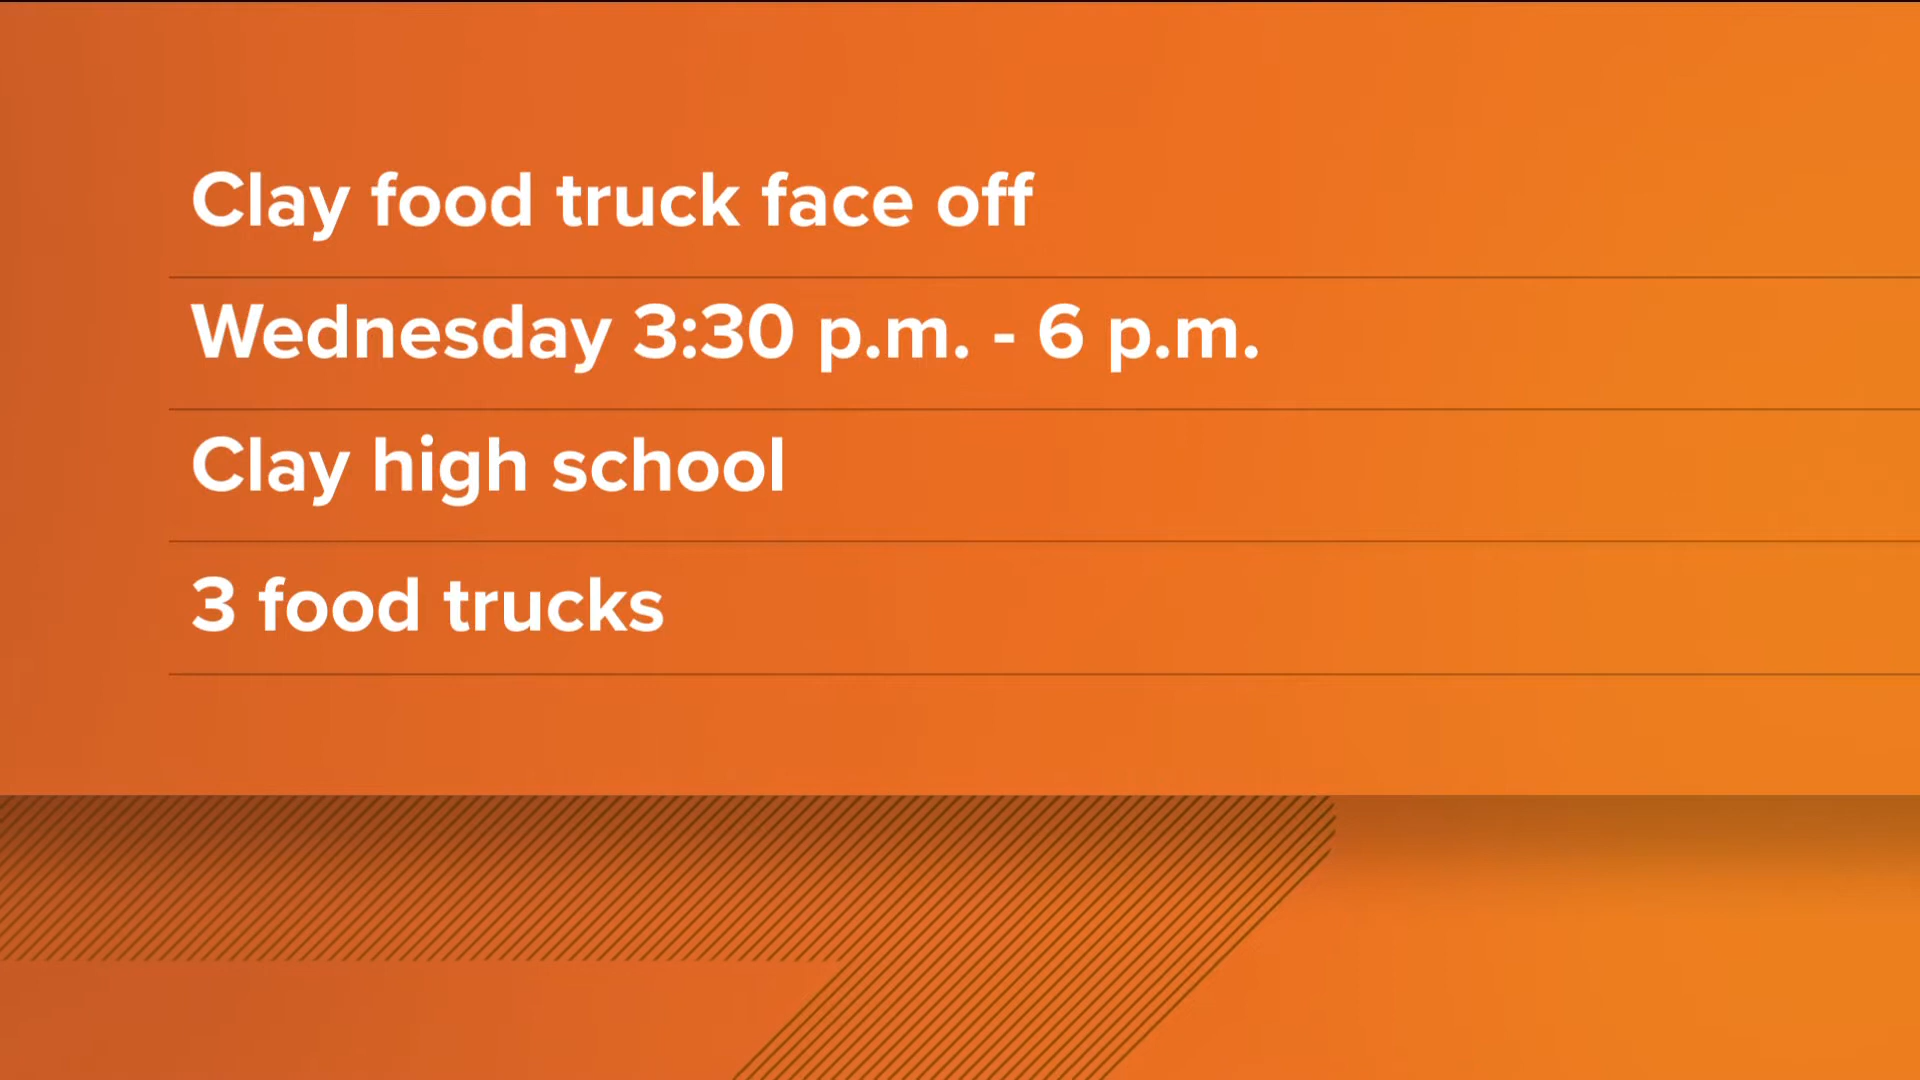 Clay food truck face off
Wednesday 3:30 p.m. - 6 p.m.
Clay high school
3 food trucks